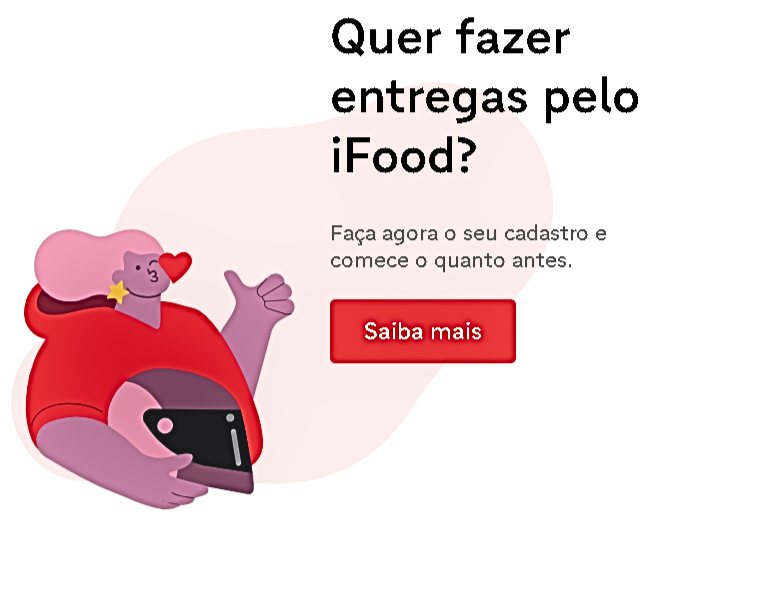 Quer fazer
entregas pelo
iFood?
Faça agora o seu cadastro e
comece o quanto antes.
Saiba mais